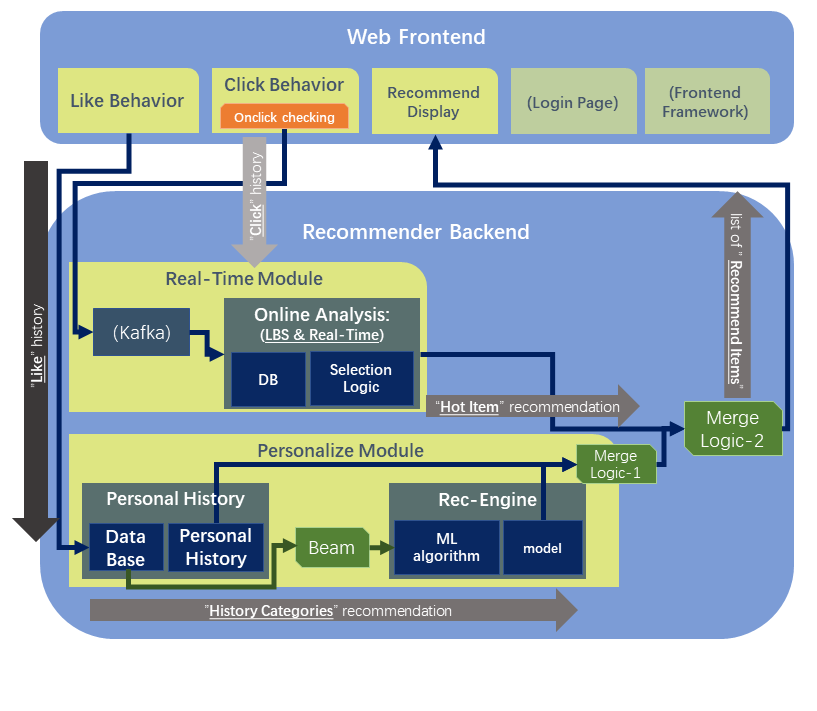 Web Frontend
Like Behavior
Click Behavior
Onclick checking
Recommend
Display
(Login Page)
(Frontend
Framework)
"Like" history
"Click" history
list of " Recommend Items"
Recommender Backend
Real-Time Module
(Kafka)
Online Analysis:
(LBS & Real-Time)
DB
Selection
Logic
"Hot Item" recommendation
Merge
Logic-2
Personalize Module
Merge
Logic-1
Personal History
Data
Base
Personal
History
Beam
Rec-Engine
ML
algorithm
model
"History Categories" recommendation